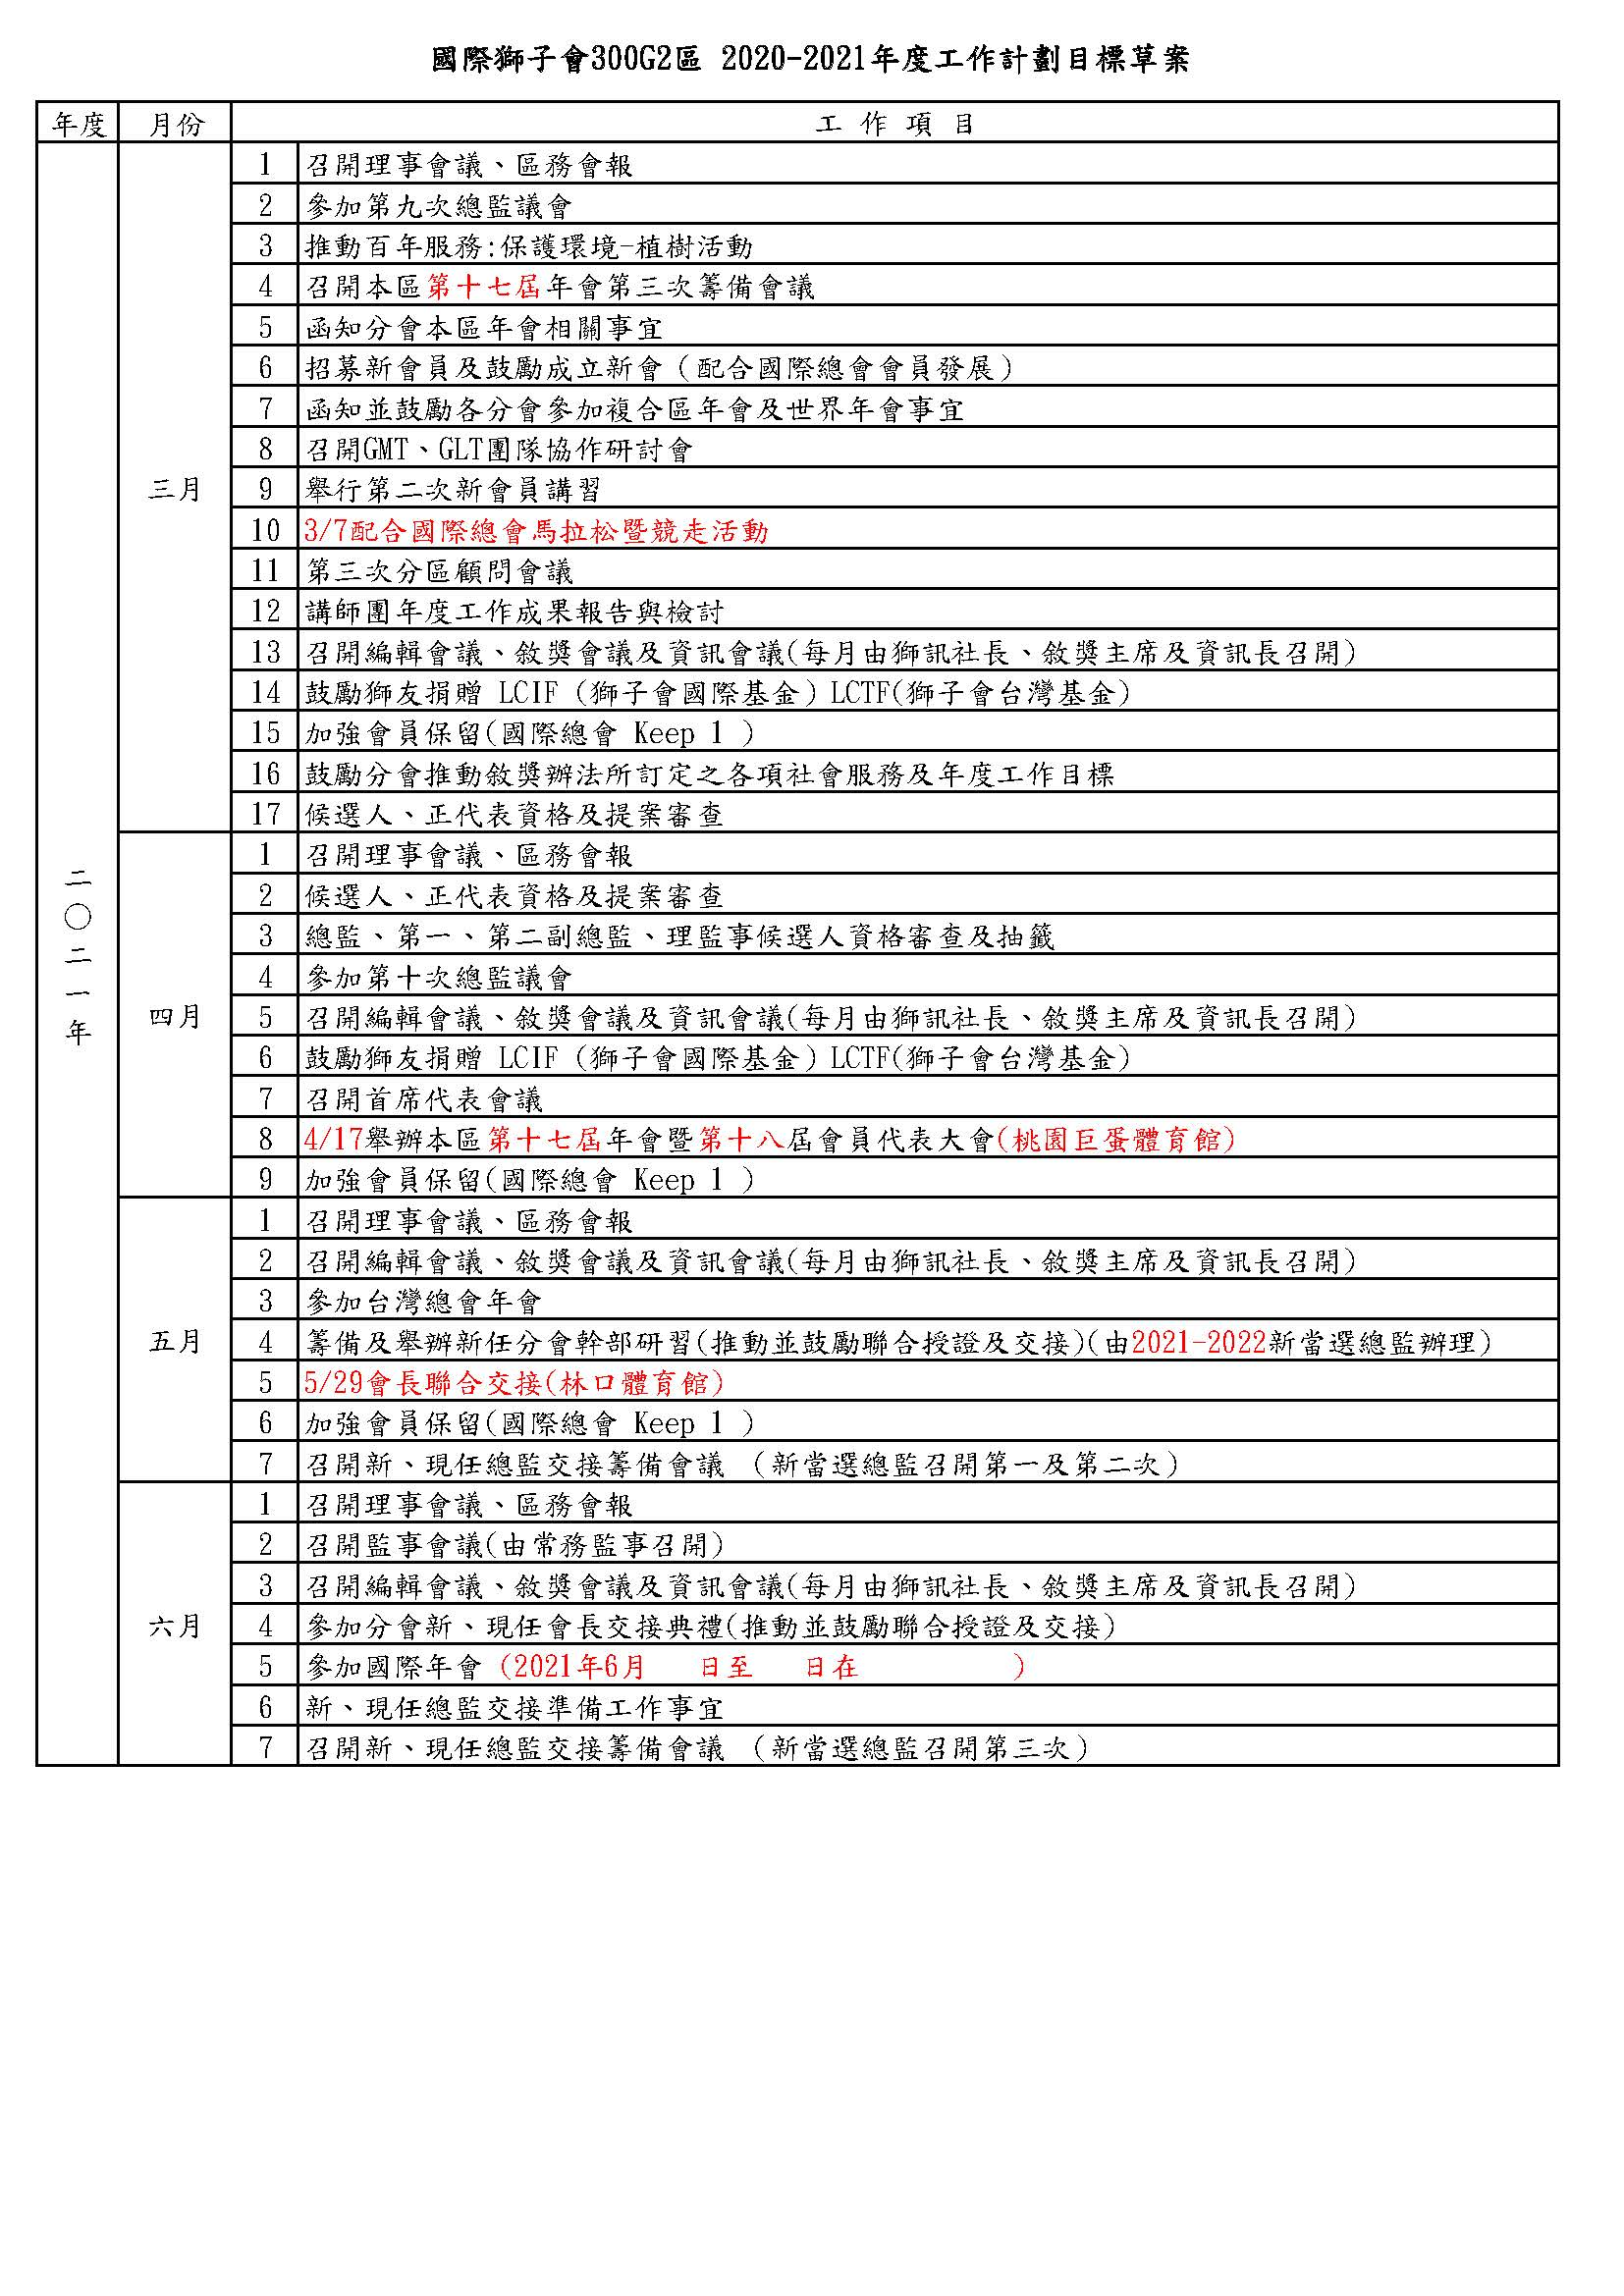 國際獅子會300G2區 2020-2021年度工作計劃目標草案
年度 月份 工 作 項 目
二〇二一年
三月
1 召開理事會議、區務會報
2 參加第九次總監議會
3 推動百年服務:保護環境-植樹活動
4 召開本區第十七屆年會第三次籌備會議
5 函知分會本區年會相關事宜
6 招募新會員及鼓勵成立新會（配合國際總會會員發展）
7 函知並鼓勵各分會參加複合區年會及世界年會事宜
8 召開GMT、GLT團隊協作研討會
9 舉行第二次新會員講習
10 3/7配合國際總會馬拉松暨競走活動
11 第三次分區顧問會議
12 講師團年度工作成果報告與檢討
13 召開編輯會議、敘獎會議及資訊會議(每月由獅訊社長、敘獎主席及資訊長召開)
14 鼓勵獅友捐贈 LCIF (獅子會國際基金) LCTF(獅子會台灣基金)
15 加強會員保留(國際總會 Keep 1 )
16 鼓勵分會推動敘獎辦法所訂定之各項社會服務及年度工作目標
17 候選人、正代表資格及提案審查
四月
1 召開理事會議、區務會報
2 候選人、正代表資格及提案審查
3 總監、第一、第二副總監、理監事候選人資格審查及抽籤
4 參加第十次總監議會
5 召開編輯會議、敘獎會議及資訊會議(每月由獅訊社長、敘獎主席及資訊長召開)
6 鼓勵獅友捐贈 LCIF (獅子會國際基金) LCTF(獅子會台灣基金)
7 召開首席代表會議
8 4/17舉辦本區第十七屆年會暨第十八屆會員代表大會(桃園巨蛋體育館)
9 加強會員保留(國際總會 Keep 1 )
五月
1 召開理事會議、區務會報
2 召開編輯會議、敘獎會議及資訊會議(每月由獅訊社長、敘獎主席及資訊長召開)
3 參加台灣總會年會
4 籌備及舉辦新任分會幹部研習(推動並鼓勵聯合授證及交接)(由2021-2022新當選總監辦理)
5 5/29會長聯合交接(林口體育館)
6 加強會員保留(國際總會 Keep 1 )
7 召開新、現任總監交接籌備會議 （新當選總監召開第一及第二次）
六月
1 召開理事會議、區務會報
2 召開監事會議(由常務監事召開)
3 召開編輯會議、敘獎會議及資訊會議(每月由獅訊社長、敘獎主席及資訊長召開)
4 參加分會新、現任會長交接典禮(推動並鼓勵聯合授證及交接)
5 參加國際年會 (2021年6月 日至 日在 )
6 新、現任總監交接準備工作事宜
7 召開新、現任總監交接籌備會議 （新當選總監召開第三次）